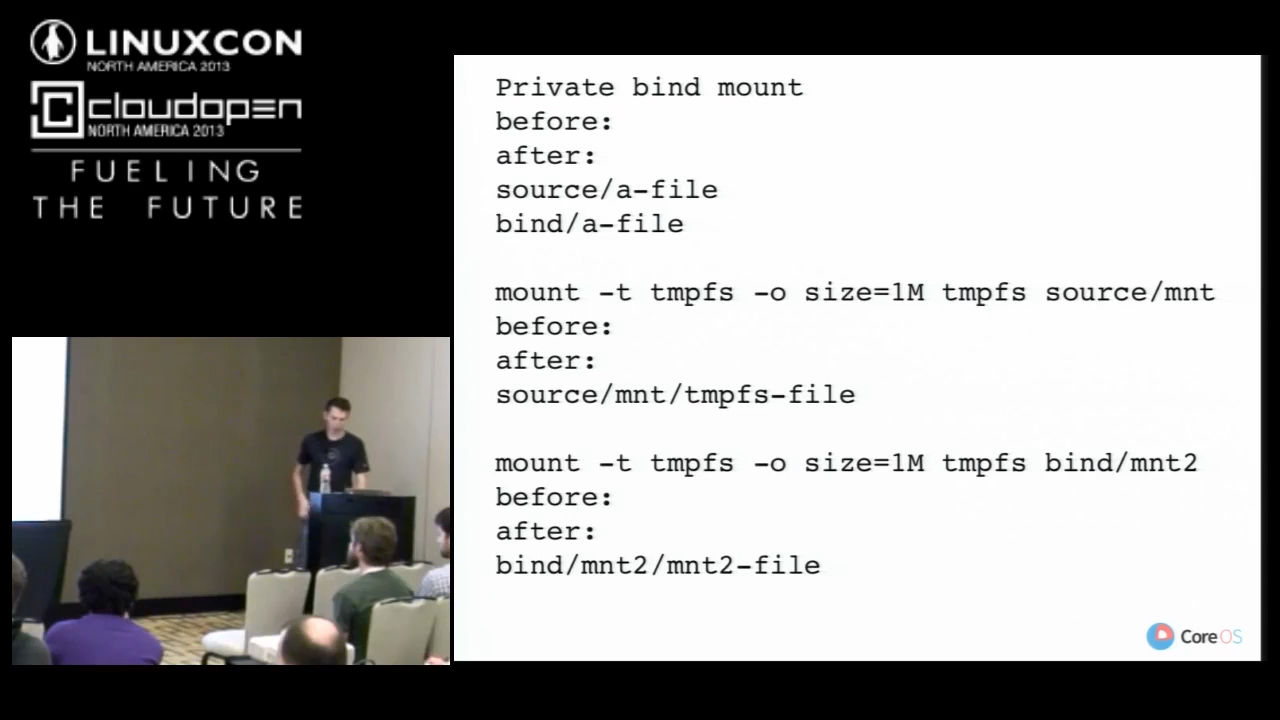 LINUXCON
NORTH AMERICA 2013
cloudopen
NORTH AMERICA 2013
FUELING
THE FUTURE
Private bind mount
before:
after:
source/a-file
bind/a-file
mount -t tmpfs -o size=1M tmpfs source/mnt
before:
after:
source/mnt/tmpfs-file
mount -t tmpfs -o size=1M tmpfs bind/mnt2
before:
after:
bind/mnt2/mnt2-file
CoreOS